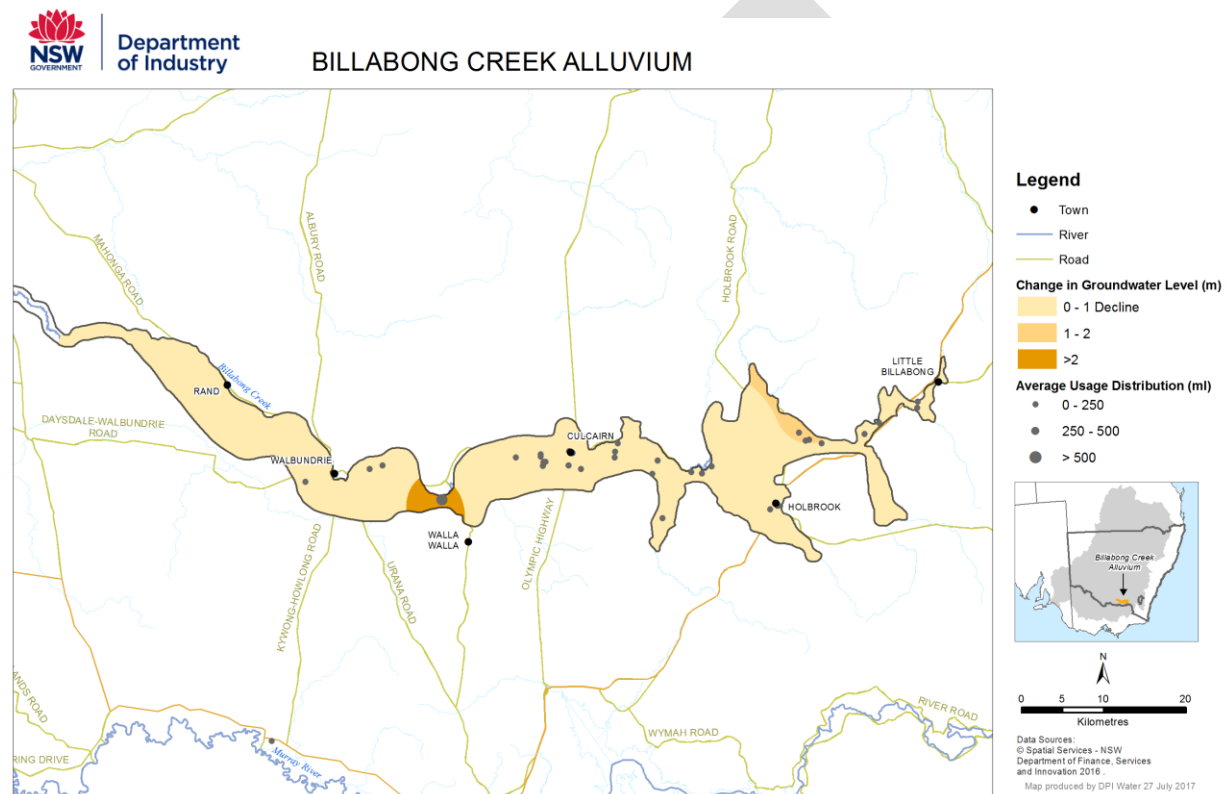 NSW
GOVERNMENT
Department
of Industry
BILLABONG CREEK ALLUVIUM
MAHONGA ROAD
ALBURY ROAD
HOLBROOK ROAD
LITTLE
BILLABONG
RAND
Billabong Creek
DAYSDALE-WALBUNDRIE
ROAD
CULCAIRN
WALBUNDRIE
HOLBROOK
WALLA
WALLA
KYWONG-HOWLONG ROAD
URANA ROAD
OLYMPIC HIGHWAY
ANDS ROAD
RING DRIVE
Murray River
WYMAH ROAD
RIVER ROAD
Legend
Town
River
Road
Change in Groundwater Level (m)
0 - 1 Decline
1 - 2
>2
Average Usage Distribution (ml)
0 - 250
250 - 500
> 500
Billabong Creek
Alluvium
N
0 5 10 20
Kilometres
Data Sources:
© Spatial Services - NSW
Department of Finance, Services
and Innovation 2016 .
Map produced by DPI Water 27 July 2017